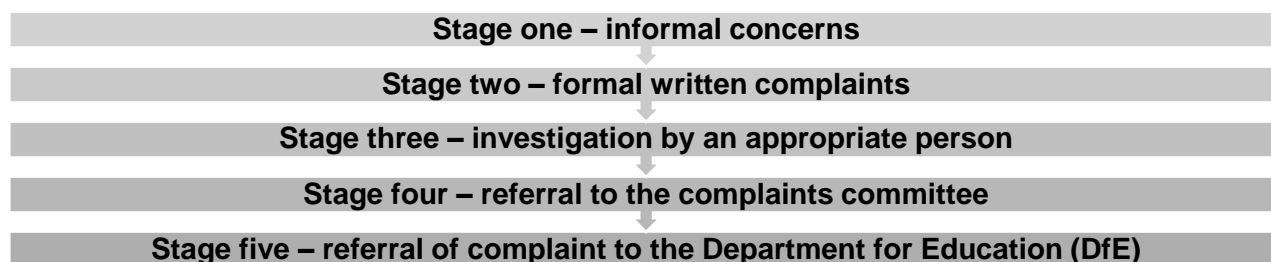 Stage one – informal concerns
Stage two – formal written complaints
Stage three – investigation by an appropriate person
Stage four – referral to the complaints committee
Stage five – referral of complaint to the Department for Education (DfE)